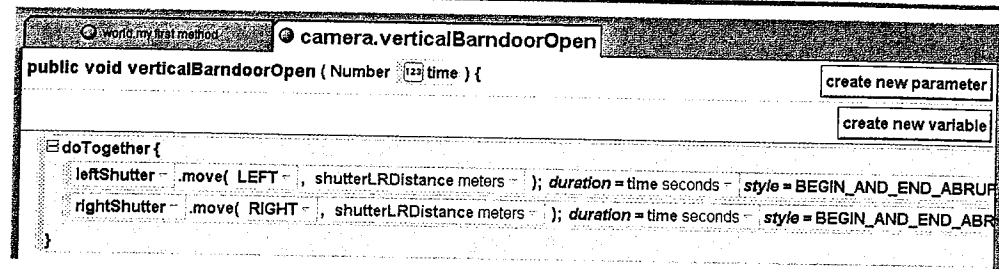 world.my first method camera.verticalBarndoorOpen
public void verticalBarndoorOpen ( Number 123 time ) {
create new parameter
create new variable
doTogether {
leftShutter .move( LEFT , shutterLRDistance meters ); duration = time seconds style = BEGIN_AND_END_ABRUP
rightShutter .move( RIGHT , shutterLRDistance meters ); duration = time seconds style = BEGIN_AND_END_ABR
}